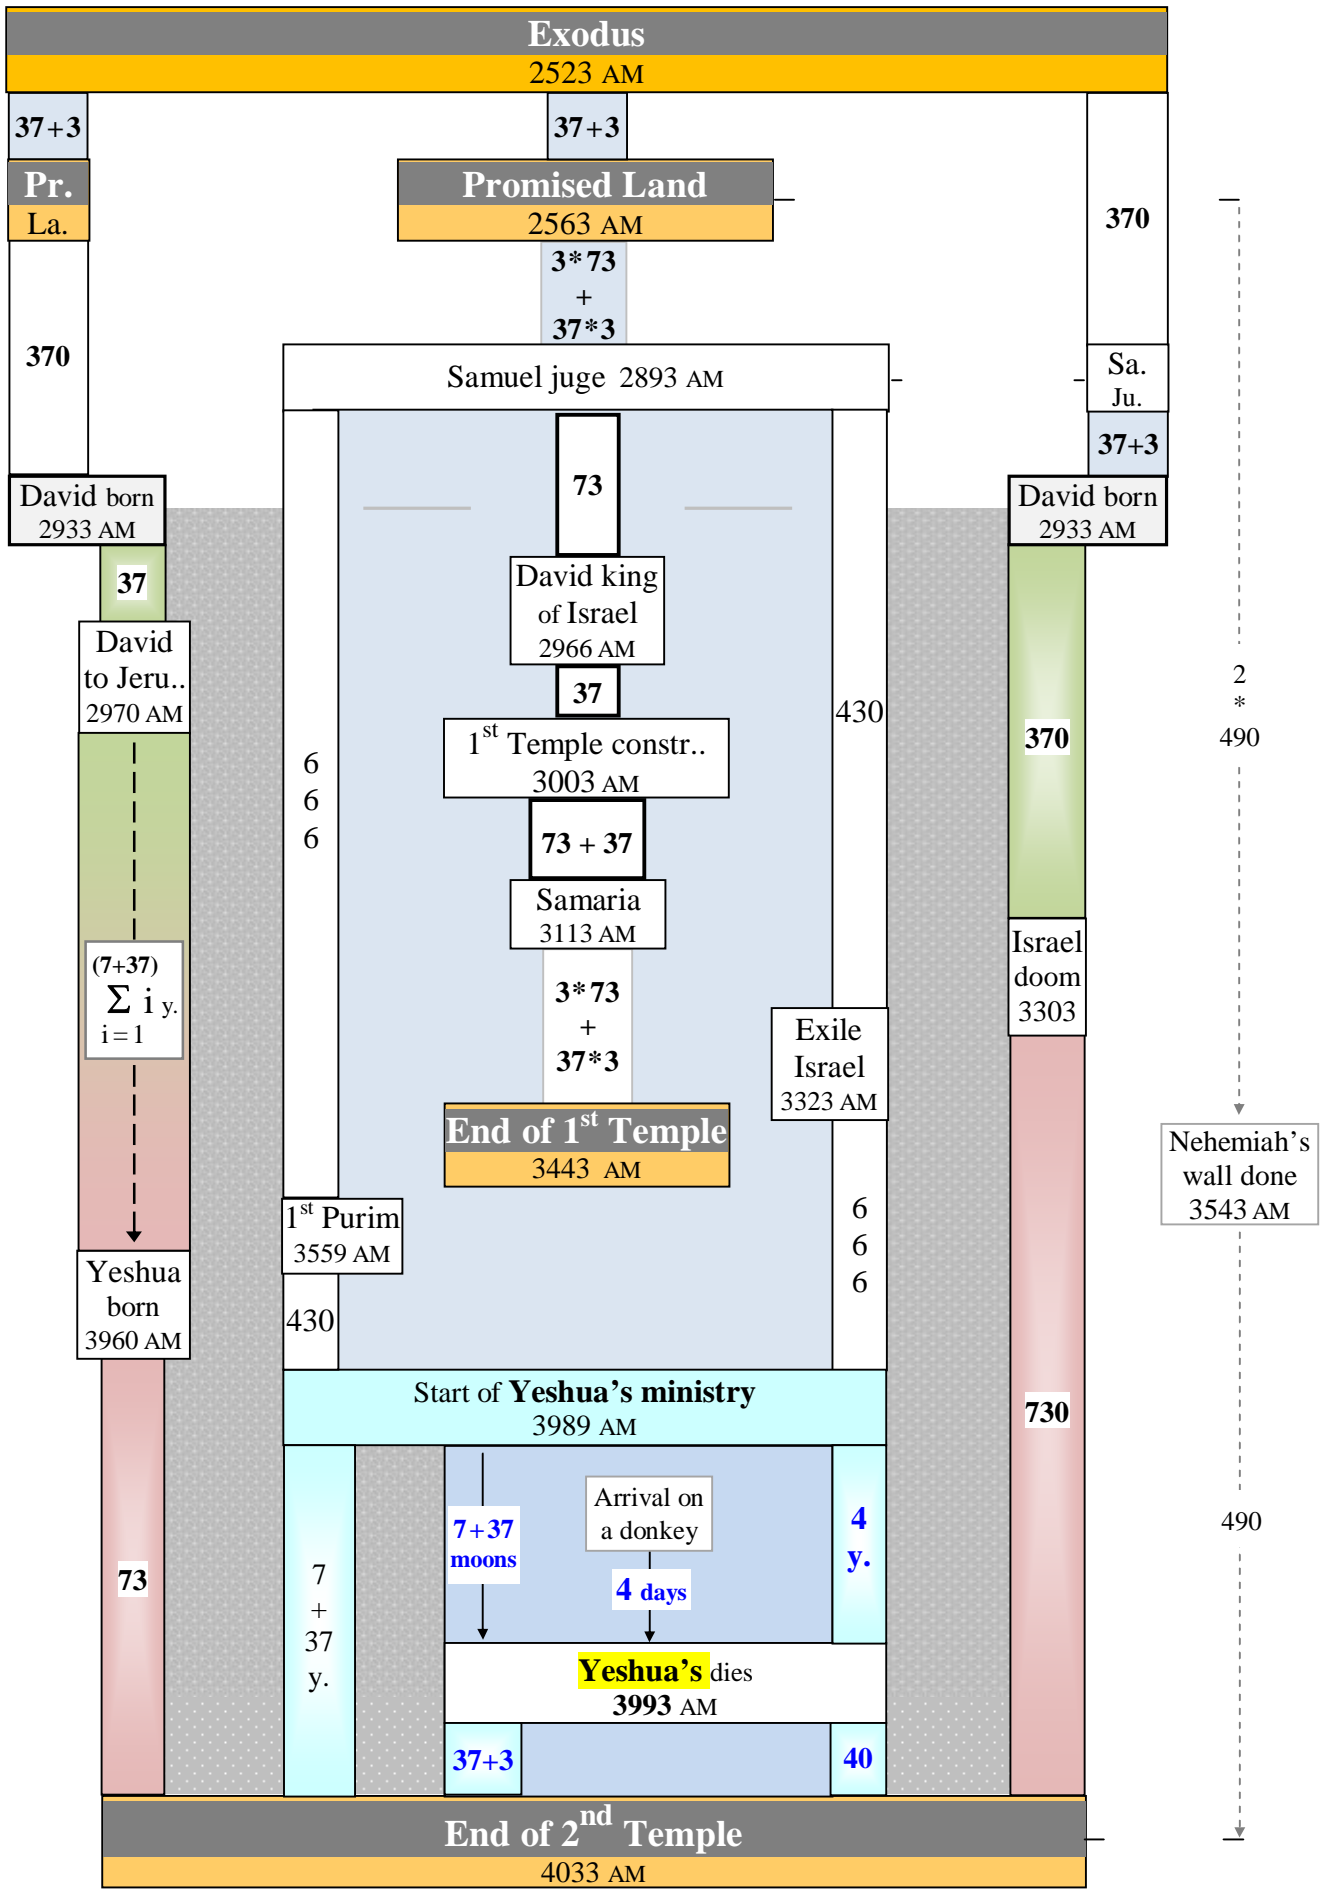 Exodus
2523 AM
37+3
37+3
Pr.
La.
Promised Land
2563 AM
370
3*73
+
37*3
370
Samuel juge 2893 AM
Sa.
Ju.
37+3
73
David born
2933 AM
David born
2933 AM
37
David king
of Israel
2966 AM
David
to Jeru..
2970 AM
37
430
2
*
490
1st Temple constr..
3003 AM
370
6
6
6
73 + 37
Samaria
3113 AM
(7+37)
Σ i y.
i = 1
Israel
doom
3303
3*73
+
37*3
Exile
Israel
3323 AM
End of 1st Temple
3443 AM
Nehemiah's
wall done
3543 AM
1st Purim
3559 AM
6
6
6
Yeshua
born
3960 AM
430
Start of Yeshua's ministry
3989 AM
730
7+37
moons
Arrival on
a donkey
4
y.
490
73
7
+
37
y.
4 days
Yeshua's dies
3993 AM
37+3
40
End of 2nd Temple
4033 AM